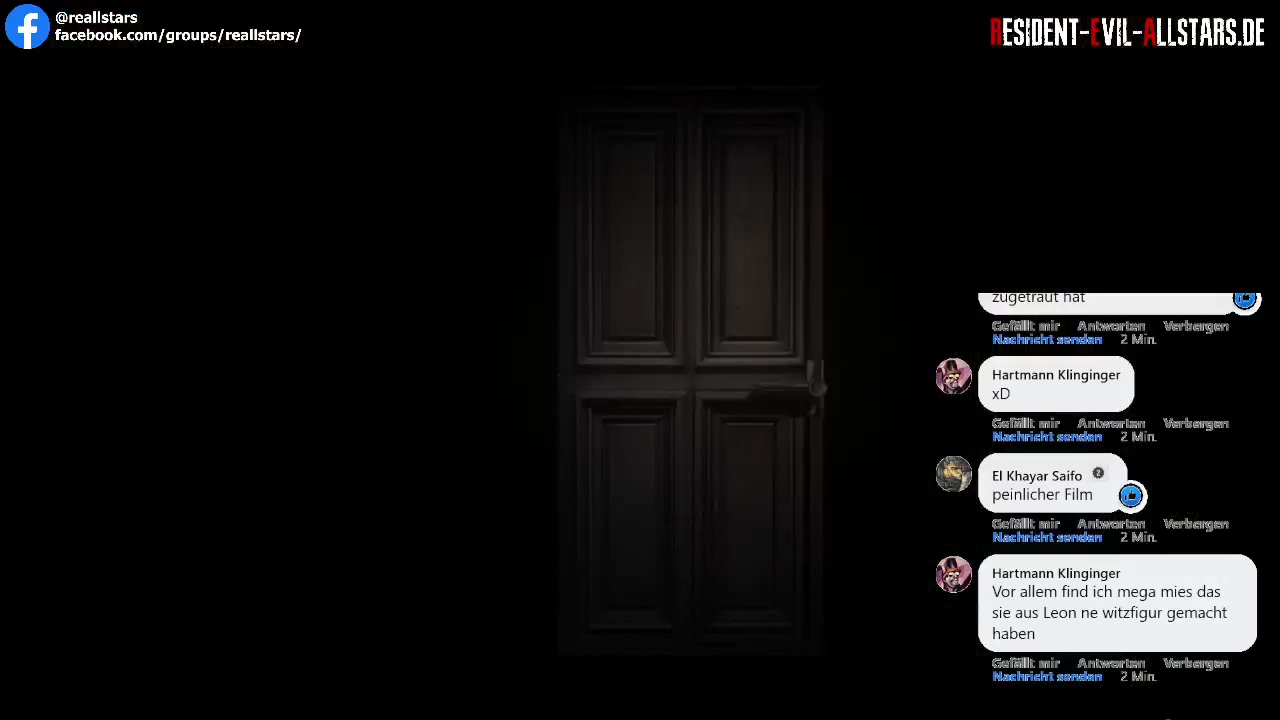 @reallstars
facebook.com/groups/reallstars/
RESIDENT-EVIL-ALLSTARS.DE
zugetraut hat
Gefällt mir Antworten Verbergen
Nachricht senden 2 Min.
Hartmann Klinginger
xD
Gefällt mir Antworten Verbergen
Nachricht senden 2 Min.
El Khayar Saifo 2
peinlicher Film
Gefällt mir Antworten Verbergen
Nachricht senden 2 Min.
Hartmann Klinginger
Vor allem find ich mega mies das
sie aus Leon ne witzfigur gemacht
haben
Gefällt mir Antworten Verbergen
Nachricht senden 2 Min.